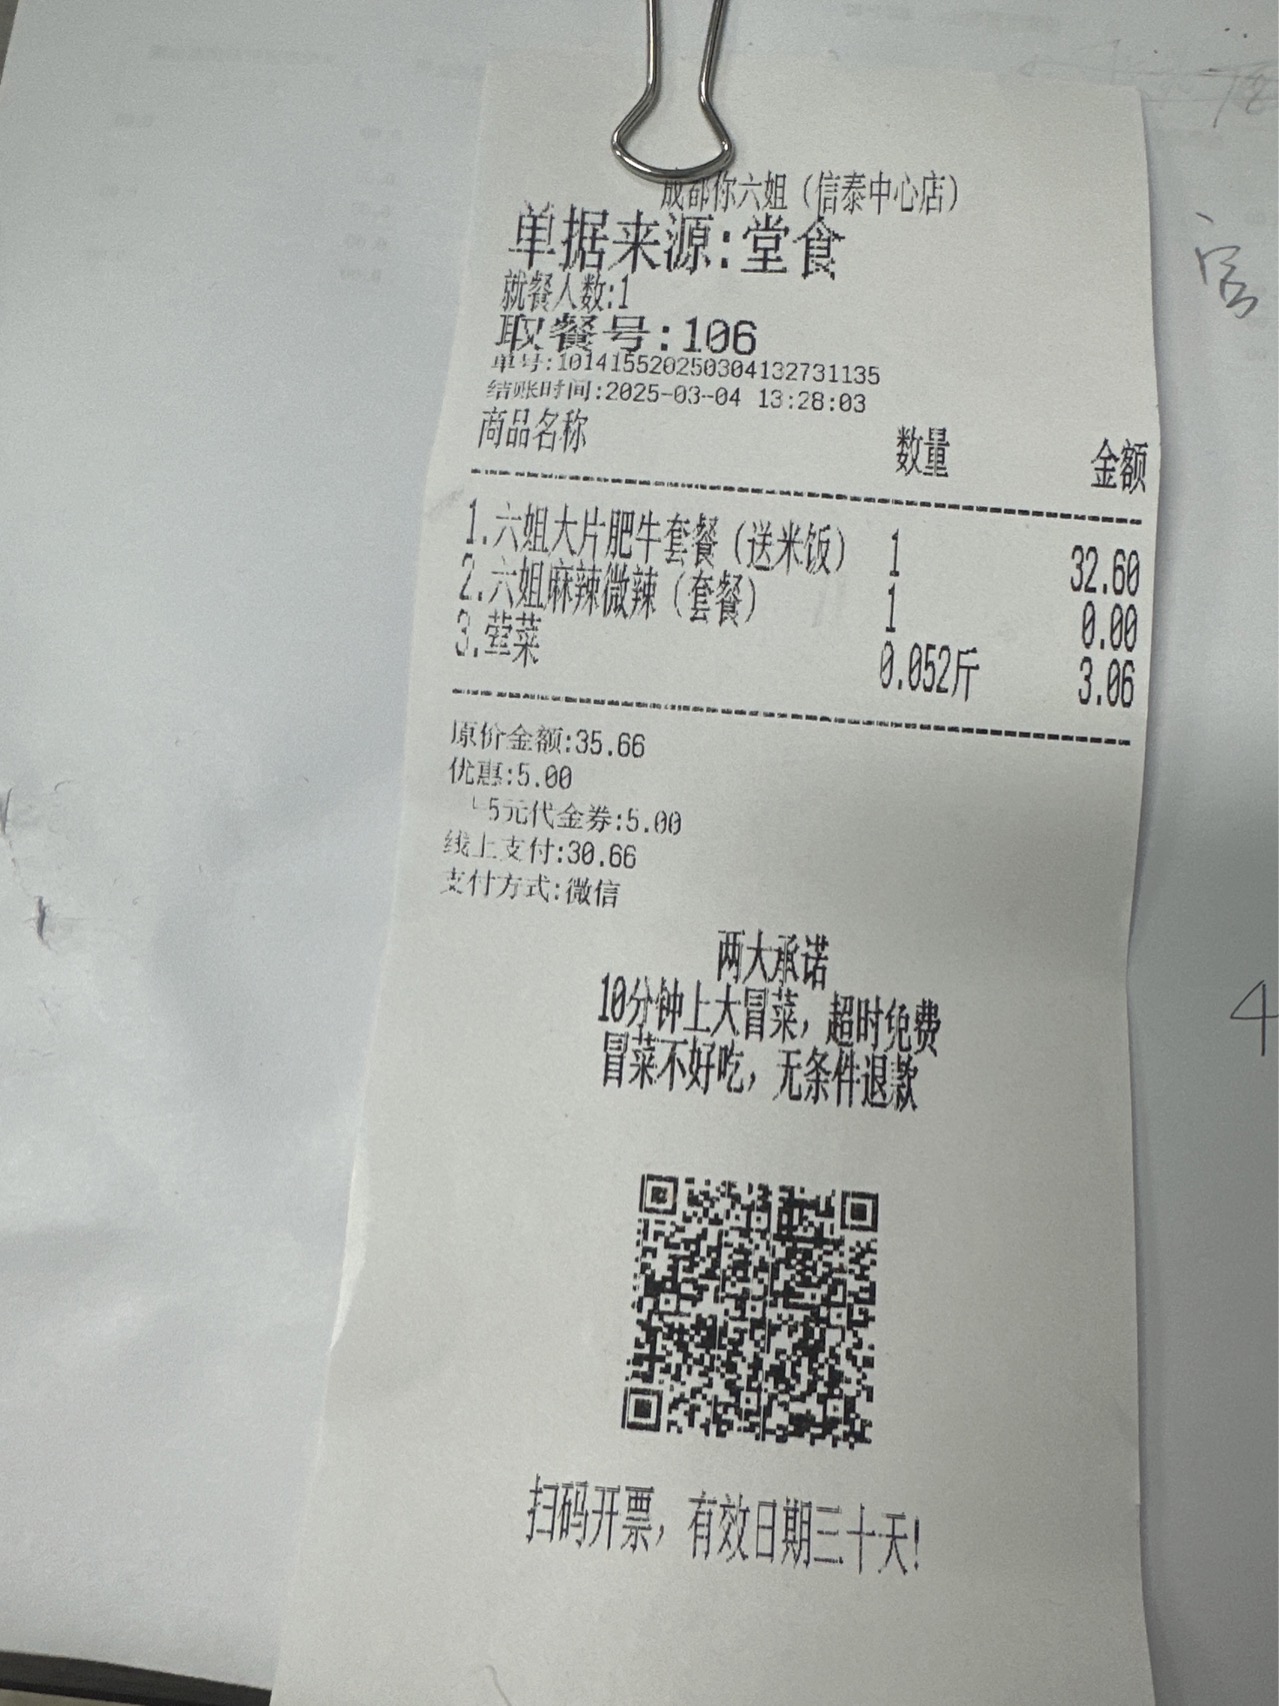 成都你六姐（信泰中心店）
单据来源:堂食
就餐人数:1
取餐号:106
单号:10141552025030413273​1135
结账时间:2025-03-04 13:28:03
商品名称 数量 金额
1.六姐大片肥牛套餐（送米饭） 1 32.60
2.六姐麻辣微辣（套餐） 1 0.00
3.荤菜 0.052斤 3.06
原价金额:35.66
优惠:5.00
└5元代金券:5.00
线上支付:30.66
支付方式:微信
两大承诺
10分钟上大冒菜，超时免费
冒菜不好吃，无条件退款
扫码开票，有效日期三十天!
4